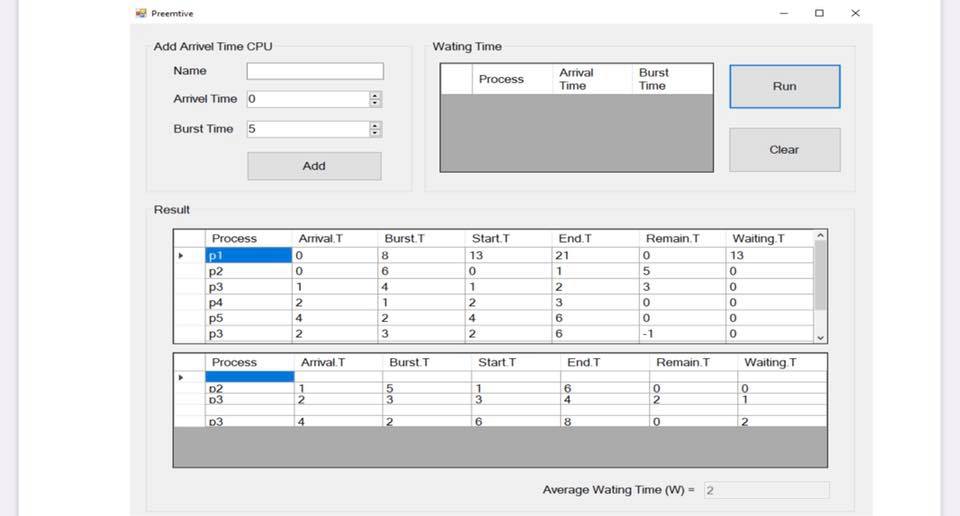 Preemtive
Add Arrivel Time CPU
Name
Arrivel Time 0
Burst Time 5
Add
Wating Time
Process Arrival Time Burst Time
Run
Clear
Result
Process Arrival.T Burst.T Start.T End.T Remain.T Waiting.T
p1 0 8 13 21 0 13
p2 0 6 0 1 5 0
p3 1 4 1 2 3 0
p4 2 1 2 3 0 0
p5 4 2 4 6 0 0
p3 2 3 2 6 -1 0
Process Arrival.T Burst.T Start.T End.T Remain.T Waiting.T
p2 1 5 1 6 0 0
p3 2 3 3 4 2 1
p3 4 2 6 8 0 2
Average Wating Time (W) = 2